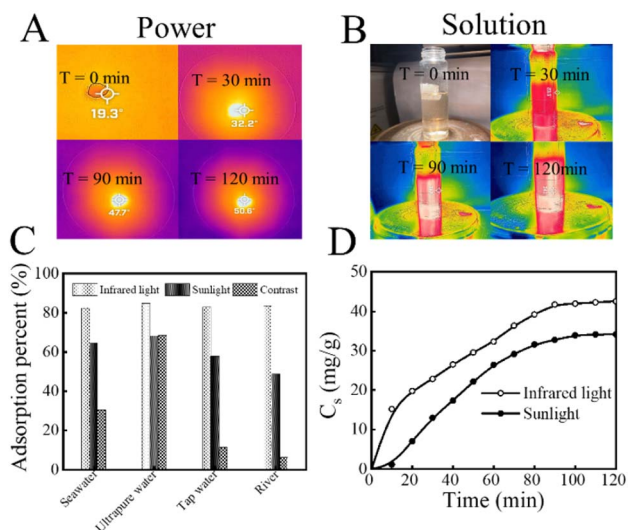 A Power
T = 0 min
19.3°
T = 30 min
32.2°
T = 90 min
47.7°
T = 120 min
50.6°
B Solution
T = 0 min
T = 30 min
T = 90 min
T = 120min
C
Adsorption percent (%)
100
80
60
40
20
0
Infrared light Sunlight Contrast
Seawater
Ultrapure water
Tap water
River
D
Cs (mg/g)
50
40
30
20
10
0
Infrared light
Sunlight
0 20 40 60 80 100 120
Time (min)